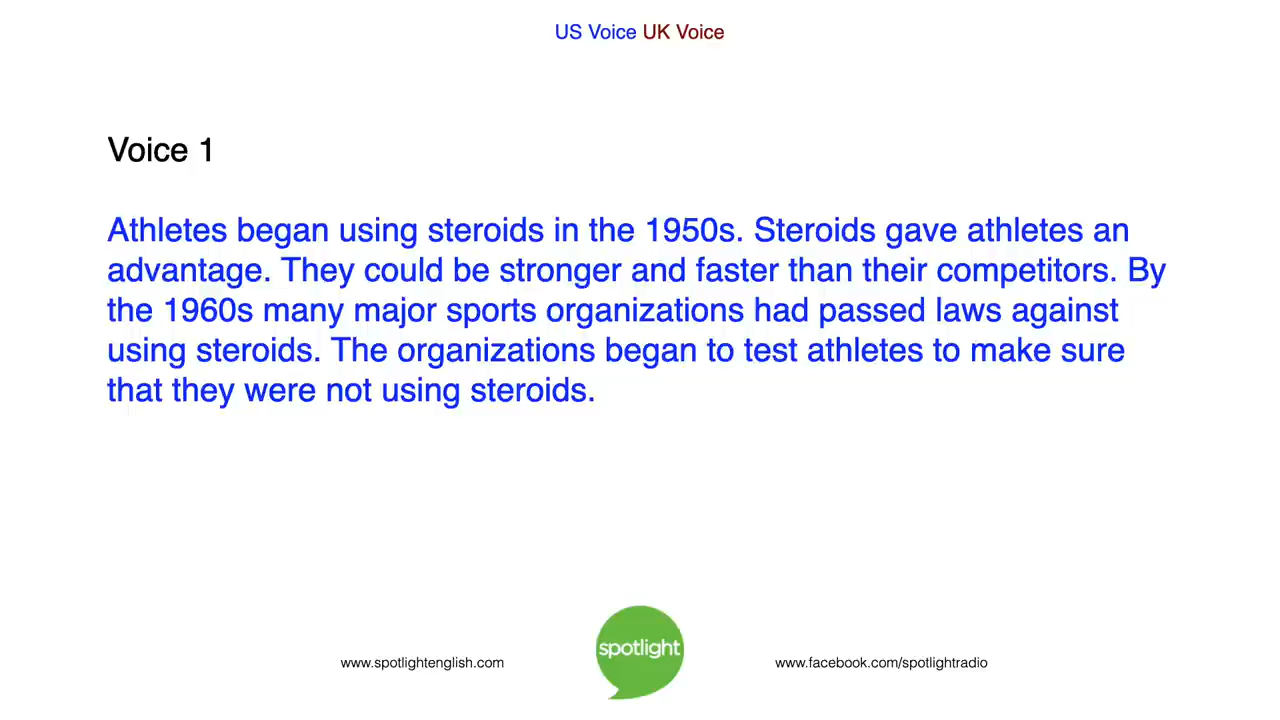 US Voice UK Voice
Voice 1
Athletes began using steroids in the 1950s. Steroids gave athletes an
advantage. They could be stronger and faster than their competitors. By
the 1960s many major sports organizations had passed laws against
using steroids. The organizations began to test athletes to make sure
that they were not using steroids.
www.spotlightenglish.com
spotlight
www.facebook.com/spotlightradio